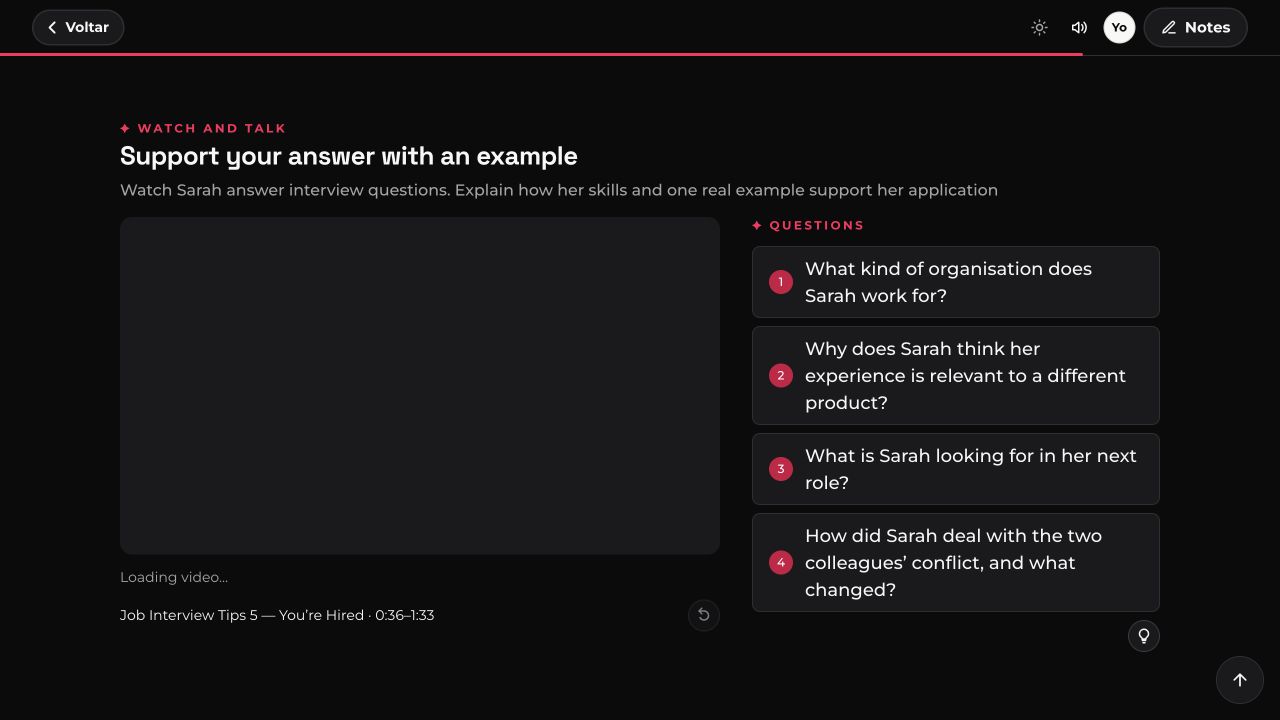 Voltar
Yo
Notes
WATCH AND TALK
Support your answer with an example
Watch Sarah answer interview questions. Explain how her skills and one real example support her application
QUESTIONS
1
What kind of organisation does
Sarah work for?
2
Why does Sarah think her
experience is relevant to a different
product?
3
What is Sarah looking for in her next
role?
4
How did Sarah deal with the two
colleagues’ conflict, and what
changed?
Loading video...
Job Interview Tips 5 — You’re Hired · 0:36–1:33